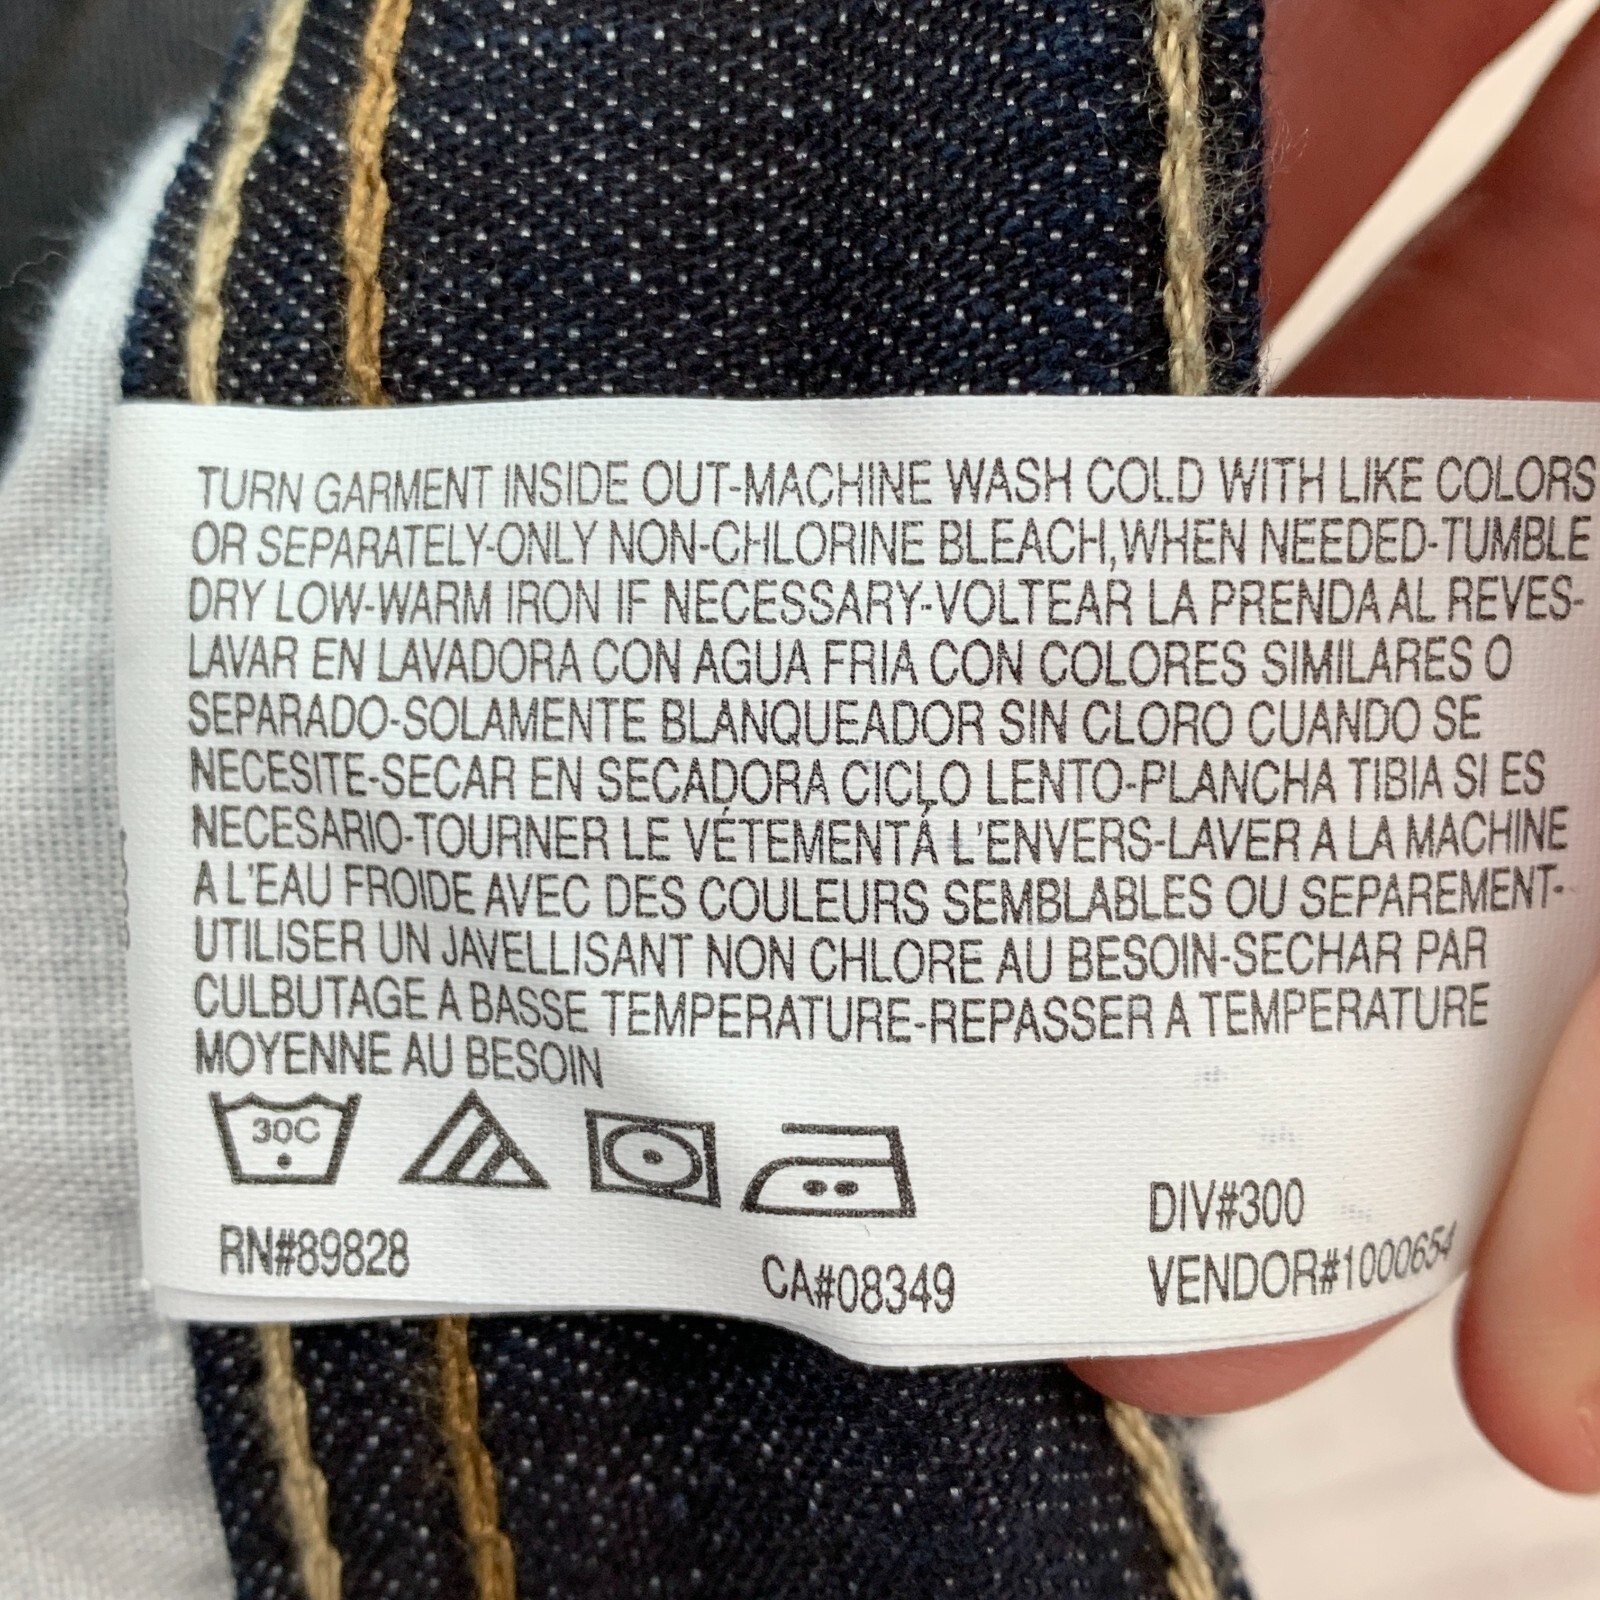 TURN GARMENT INSIDE OUT-MACHINE WASH COLD WITH LIKE COLORS
OR SEPARATELY-ONLY NON-CHLORINE BLEACH,WHEN NEEDED-TUMBLE
DRY LOW-WARM IRON IF NECESSARY-VOLTEAR LA PRENDA AL REVES-
LAVAR EN LAVADORA CON AGUA FRIA CON COLORES SIMILARES O
SEPARADO-SOLAMENTE BLANQUEADOR SIN CLORO CUANDO SE
NECESITE-SECAR EN SECADORA CICLO LENTO-PLANCHA TIBIA SI ES
NECESARIO-TOURNER LE VÉTEMENT Á L'ENVERS-LAVER A LA MACHINE
A L'EAU FROIDE AVEC DES COULEURS SEMBLABLES OU SEPAREMENT-
UTILISER UN JAVELLISANT NON CHLORE AU BESOIN-SECHAR PAR
CULBUTAGE A BASSE TEMPERATURE-REPASSER A TEMPERATURE
MOYENNE AU BESOIN
30C
DIV#300
RN#89828 CA#08349 VENDOR#1000654